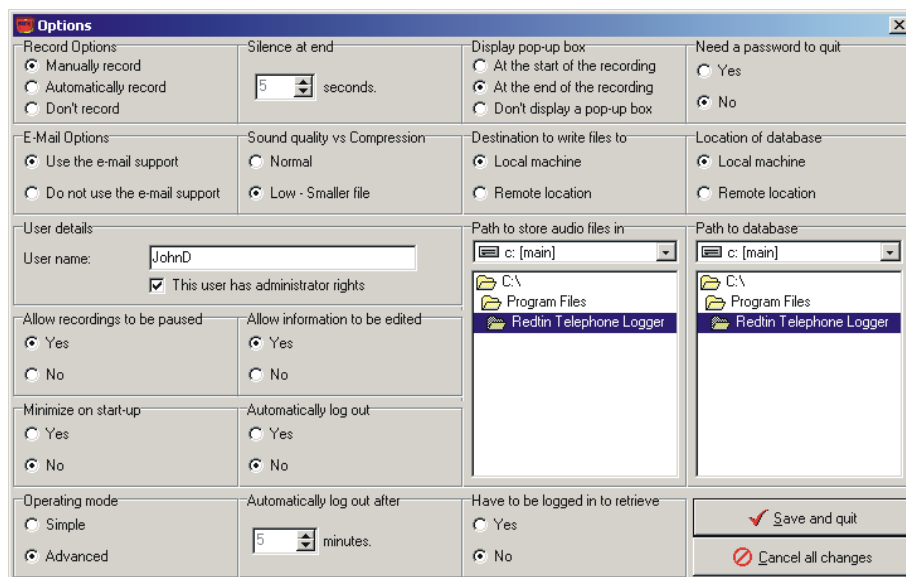 Options
Record Options
Manually record
Automatically record
Don't record
Silence at end
5 seconds.
Display pop-up box
At the start of the recording
At the end of the recording
Don't display a pop-up box
Need a password to quit
Yes
No
E-Mail Options
Use the e-mail support
Do not use the e-mail support
Sound quality vs Compression
Normal
Low - Smaller file
Destination to write files to
Local machine
Remote location
Location of database
Local machine
Remote location
User details
User name: JohnD
This user has administrator rights
Path to store audio files in
c: [main]
C:\
Program Files
Redtin Telephone Logger
Path to database
c: [main]
C:\
Program Files
Redtin Telephone Logger
Allow recordings to be paused
Yes
No
Allow information to be edited
Yes
No
Minimize on start-up
Yes
No
Automatically log out
Yes
No
Operating mode
Simple
Advanced
Automatically log out after
5 minutes.
Have to be logged in to retrieve
Yes
No
Save and quit
Cancel all changes